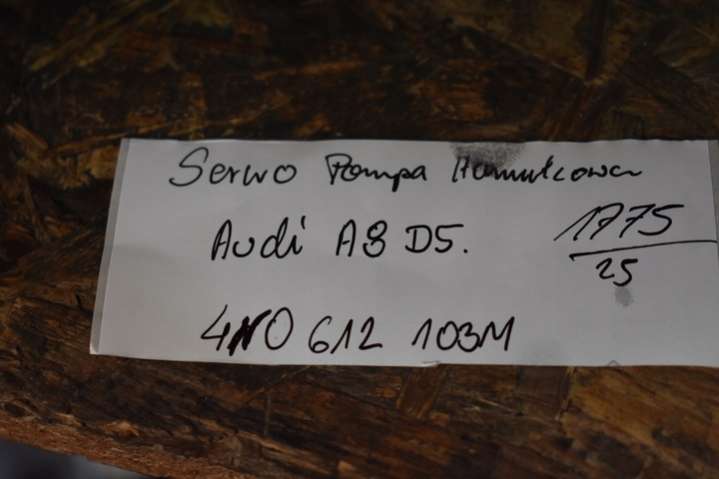 Serwo Pompa Hamulcowa
Audi A8 D5. 1775/25
4N0 612 103M